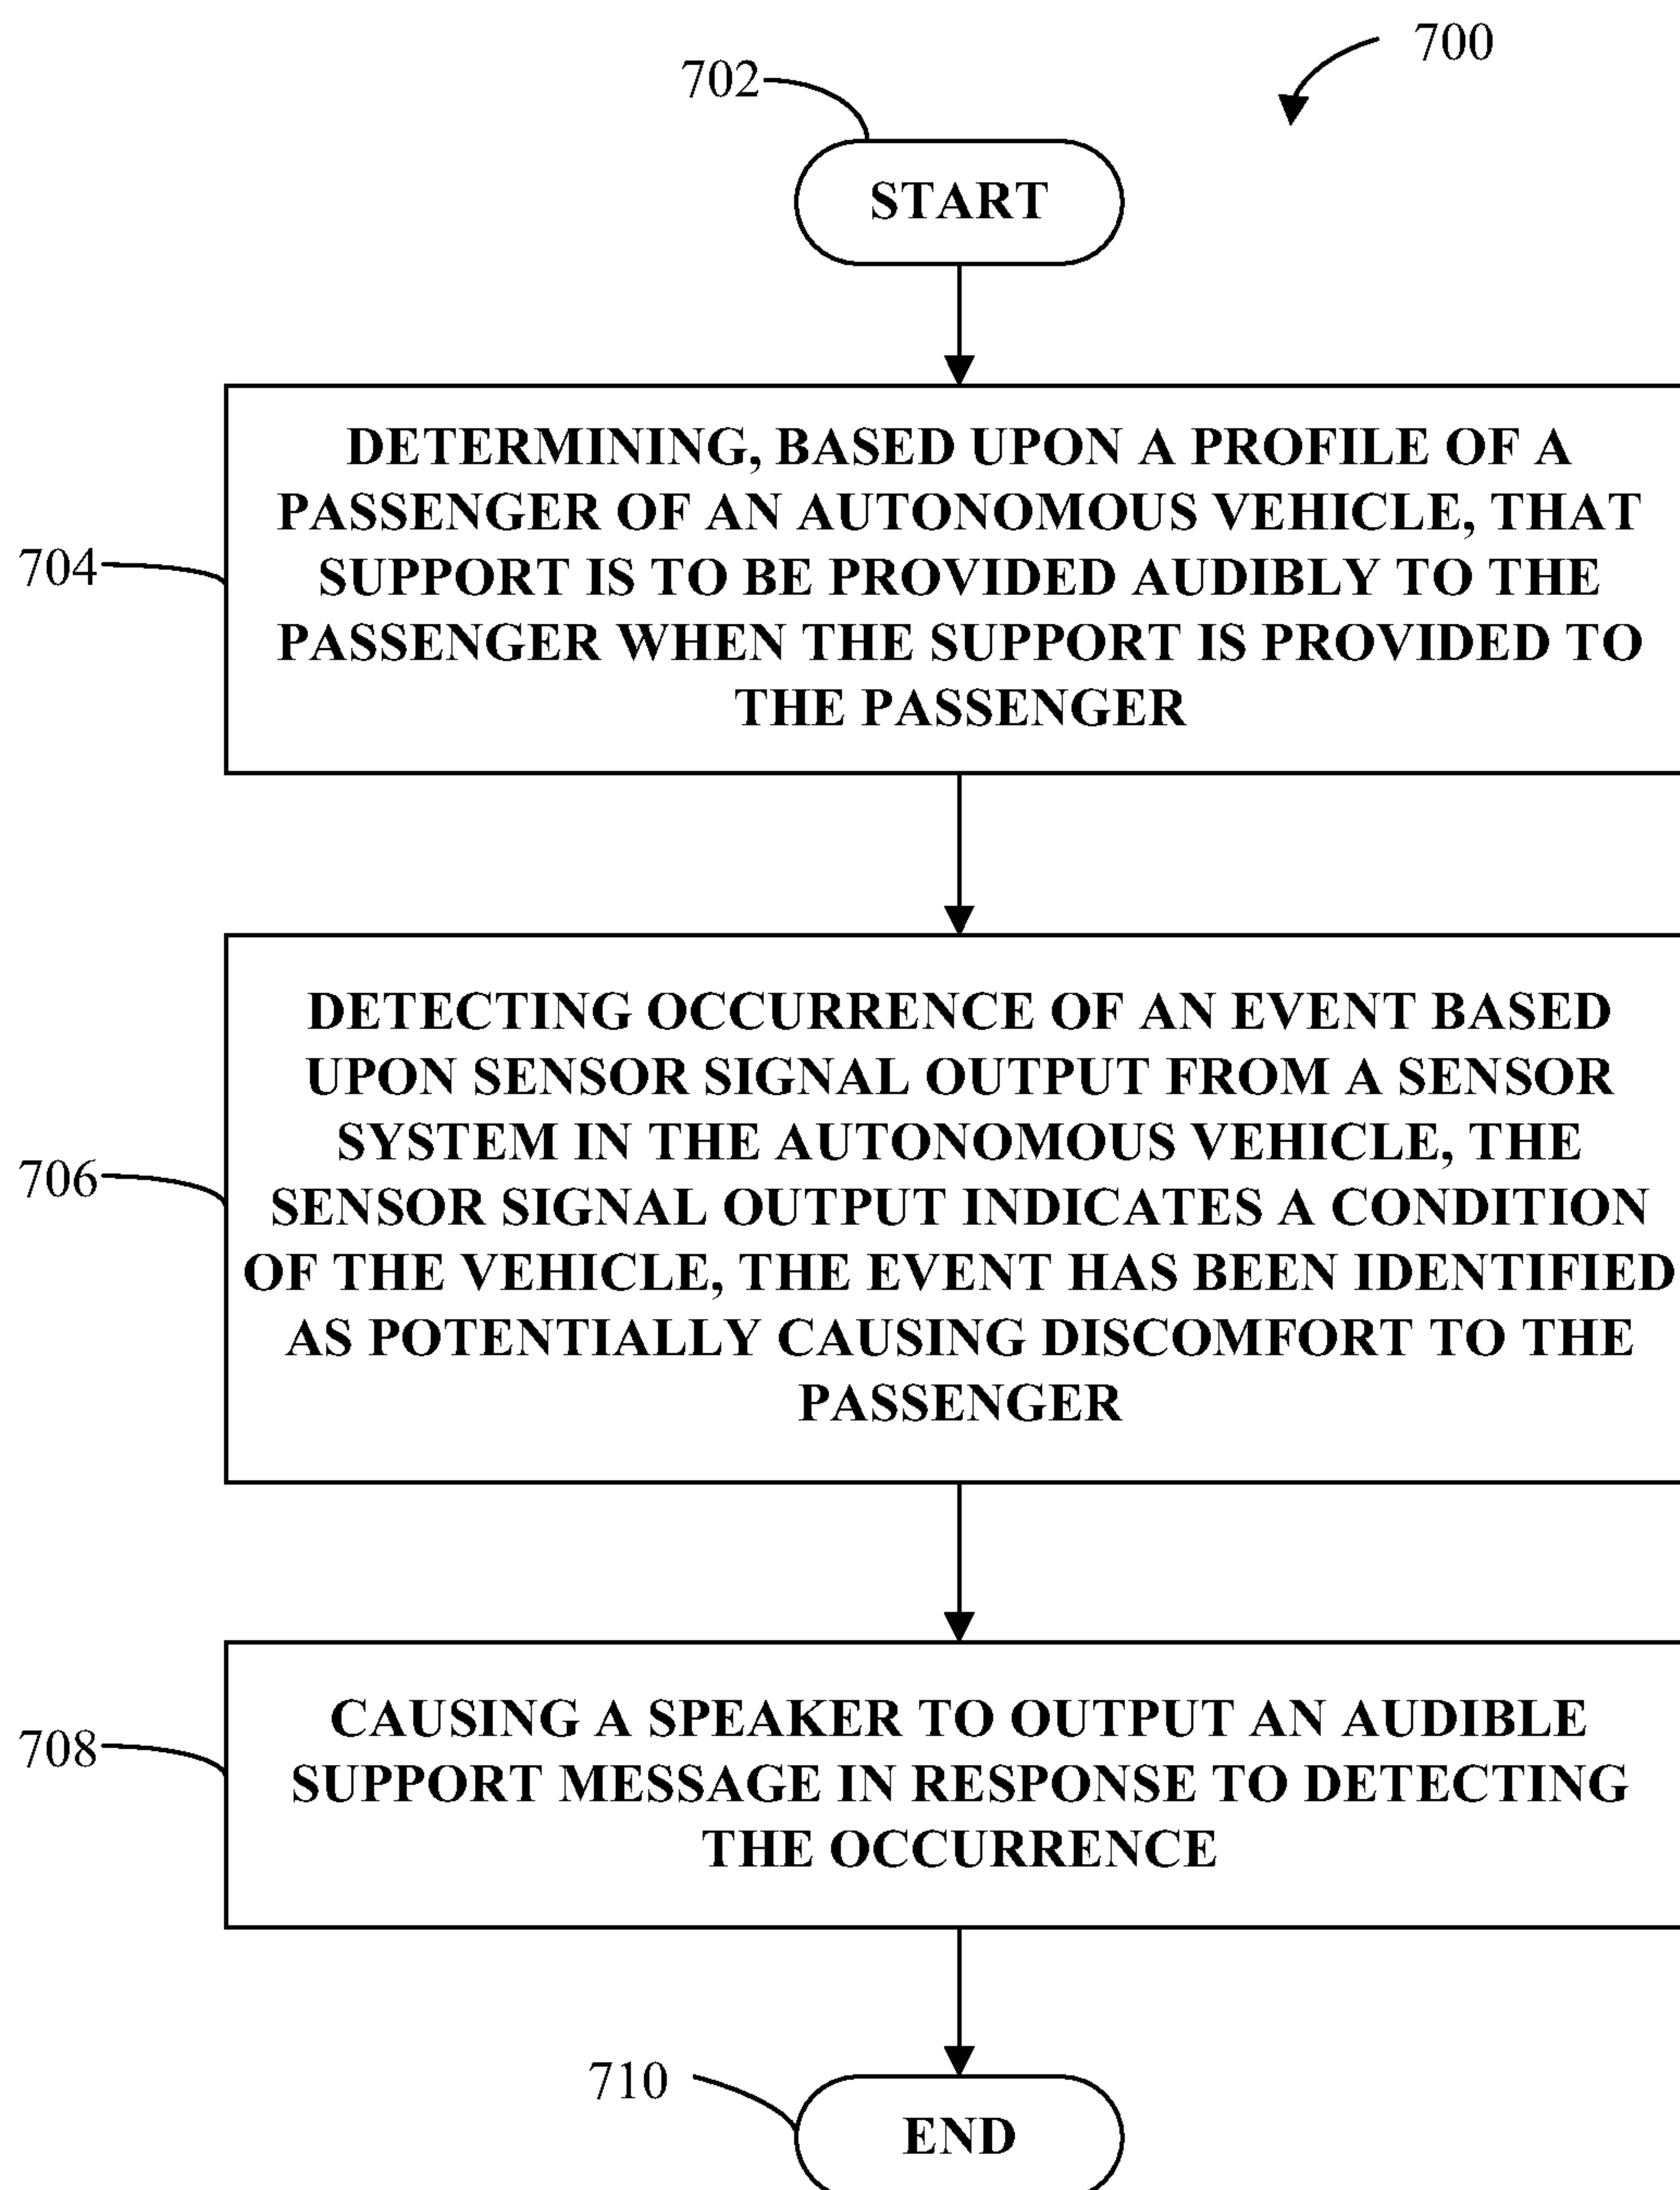 700
702
START
704
DETERMINING, BASED UPON A PROFILE OF A
PASSENGER OF AN AUTONOMOUS VEHICLE, THAT
SUPPORT IS TO BE PROVIDED AUDIBLY TO THE
PASSENGER WHEN THE SUPPORT IS PROVIDED TO
THE PASSENGER
706
DETECTING OCCURRENCE OF AN EVENT BASED
UPON SENSOR SIGNAL OUTPUT FROM A SENSOR
SYSTEM IN THE AUTONOMOUS VEHICLE, THE
SENSOR SIGNAL OUTPUT INDICATES A CONDITION
OF THE VEHICLE, THE EVENT HAS BEEN IDENTIFIED
AS POTENTIALLY CAUSING DISCOMFORT TO THE
PASSENGER
708
CAUSING A SPEAKER TO OUTPUT AN AUDIBLE
SUPPORT MESSAGE IN RESPONSE TO DETECTING
THE OCCURRENCE
710
END